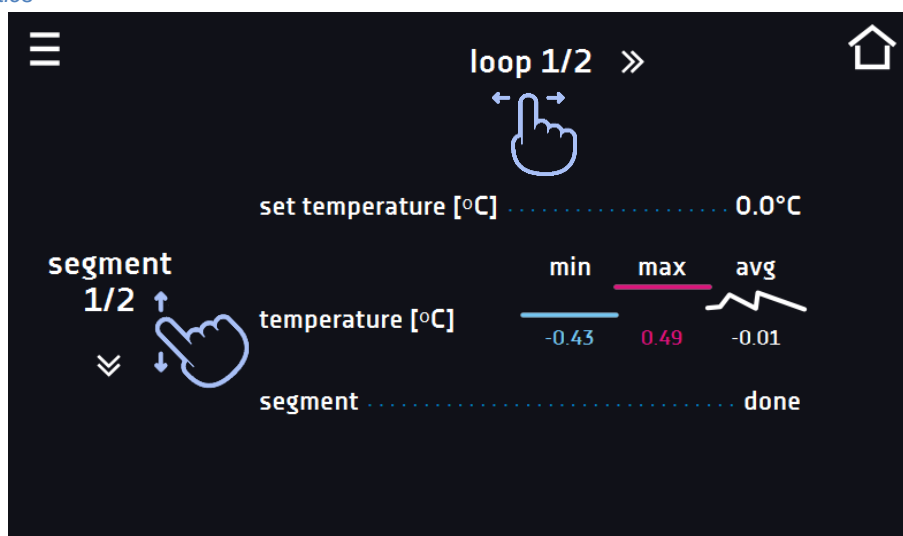 loop 1/2 »
set temperature [°C] .................... 0.0°C
segment
1/2
min max avg
temperature [°C]
-0.43 0.49 -0.01
segment .................................. done